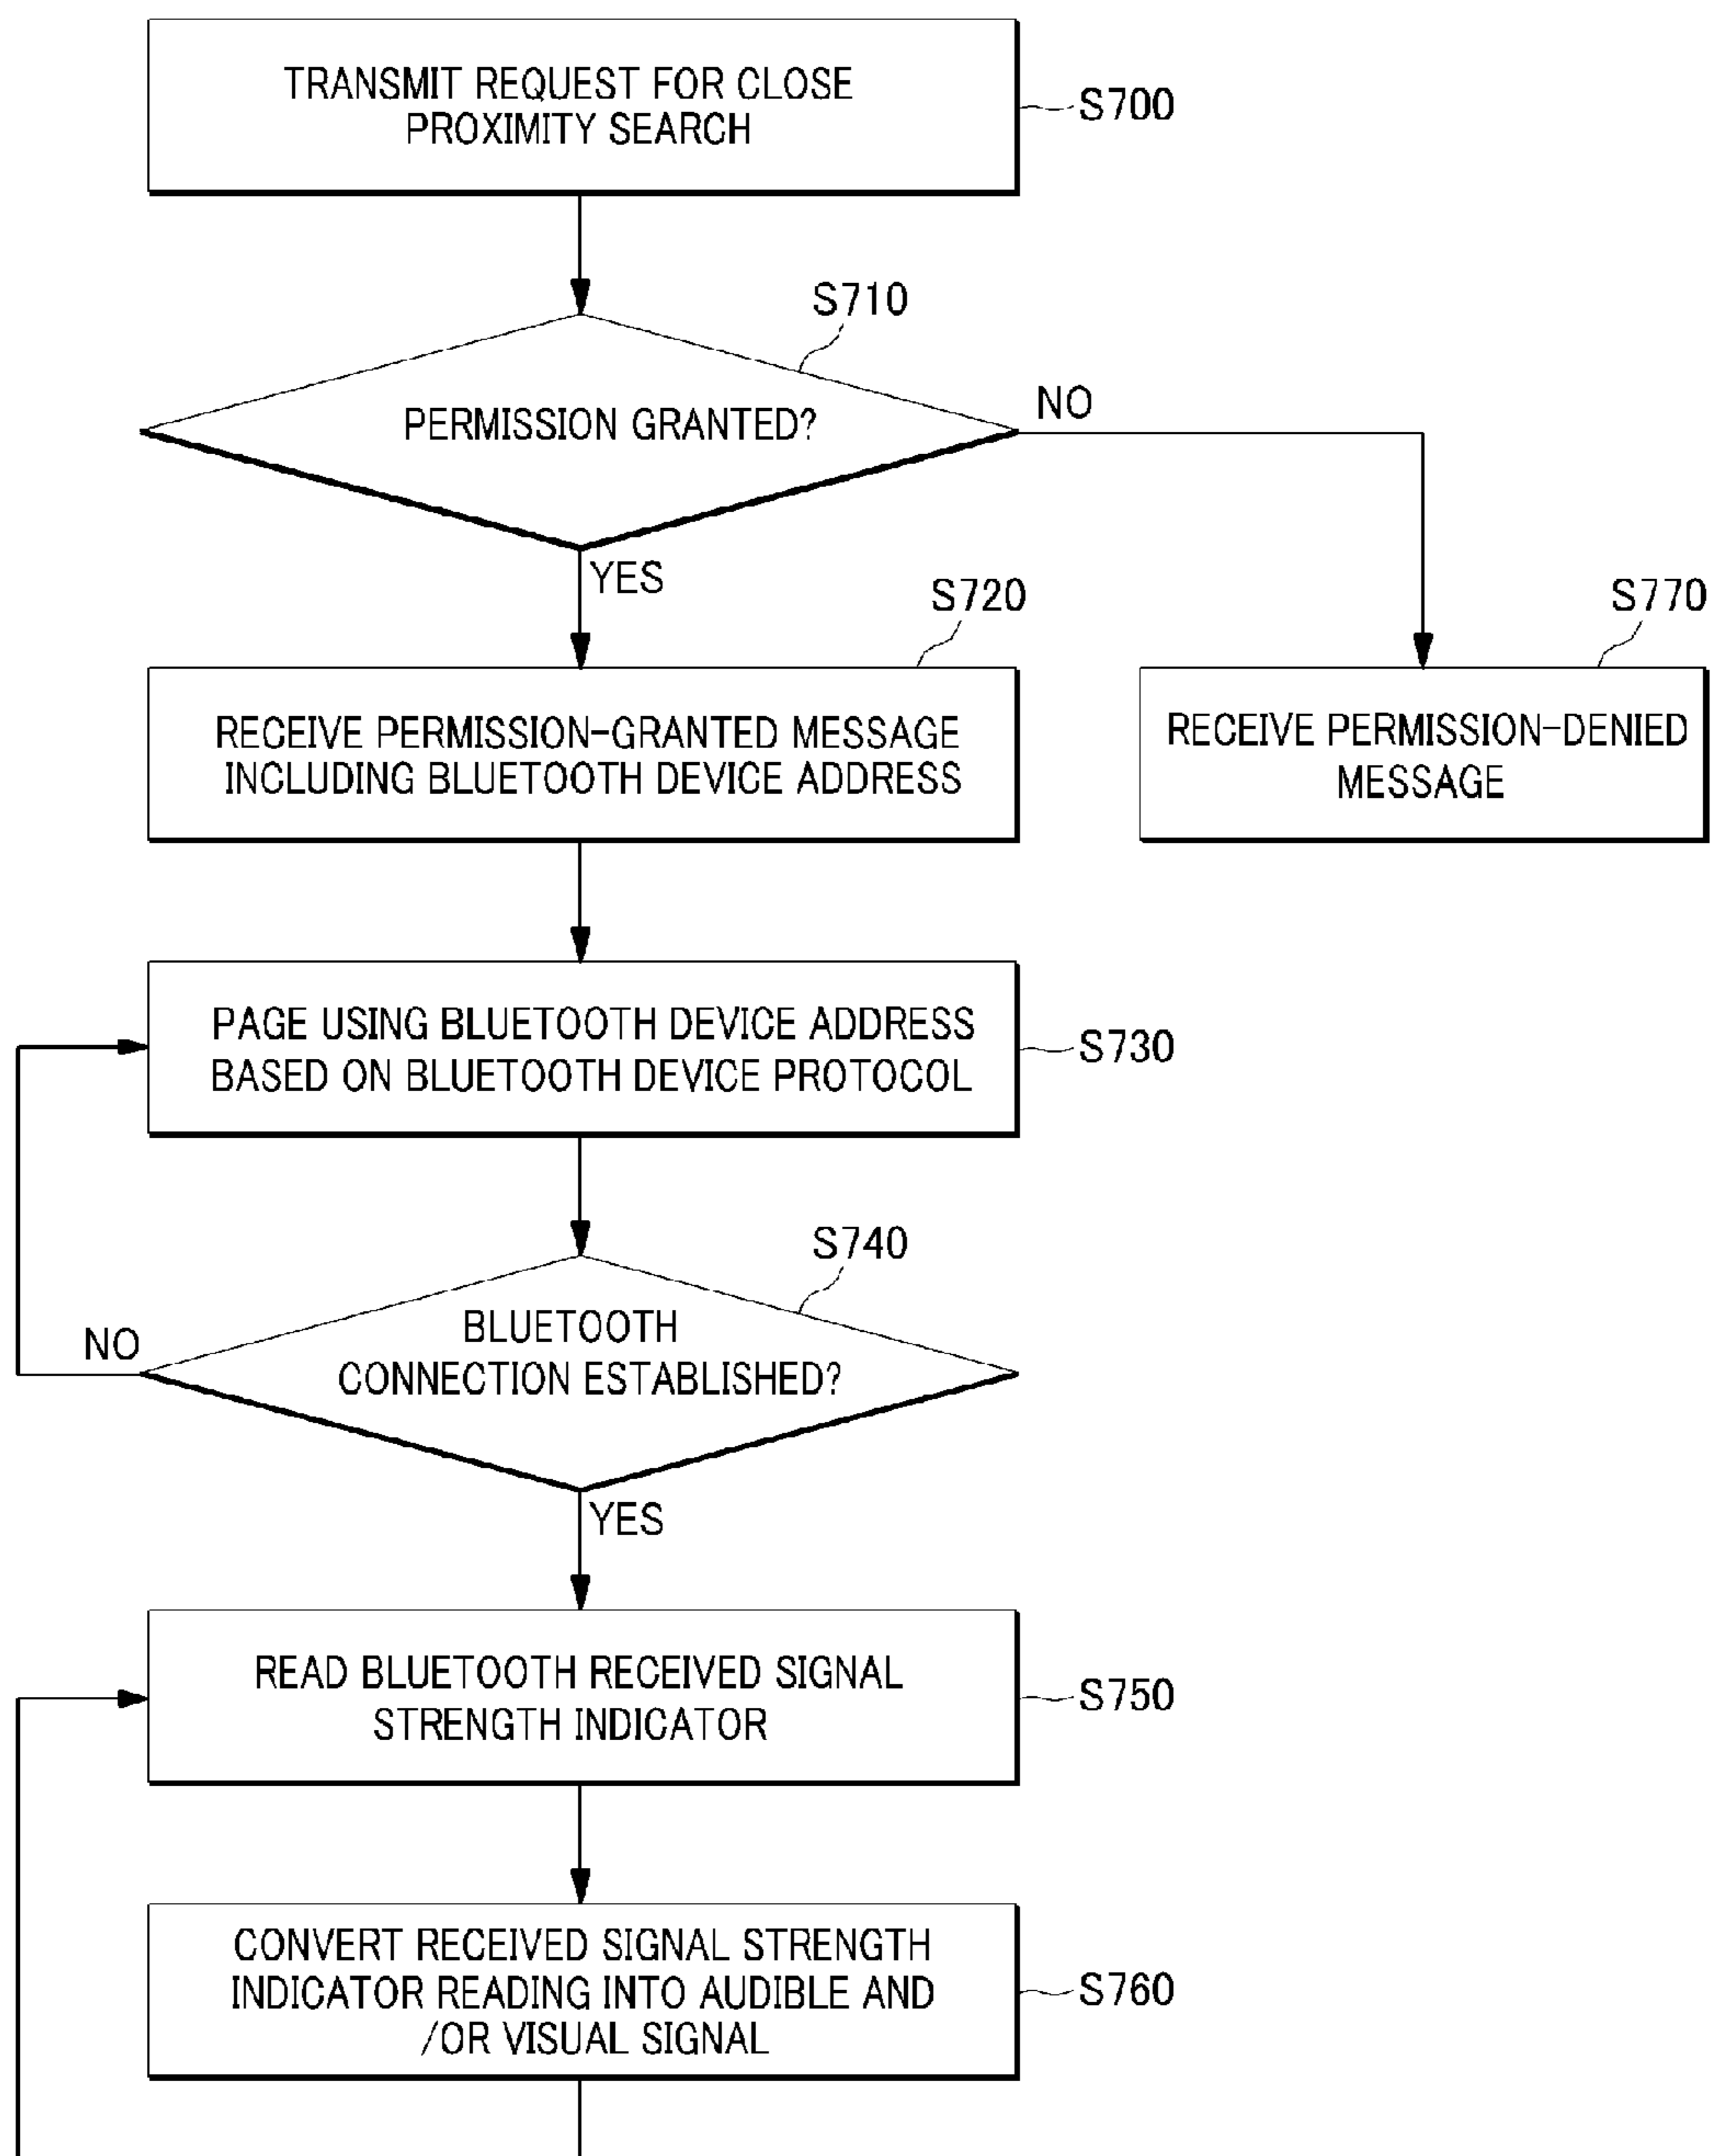 TRANSMIT REQUEST FOR CLOSE
PROXIMITY SEARCH
S700
S710
PERMISSION GRANTED?
NO
YES
S720
S770
RECEIVE PERMISSION-GRANTED MESSAGE
INCLUDING BLUETOOTH DEVICE ADDRESS
RECEIVE PERMISSION-DENIED
MESSAGE
PAGE USING BLUETOOTH DEVICE ADDRESS
BASED ON BLUETOOTH DEVICE PROTOCOL
S730
S740
BLUETOOTH
CONNECTION ESTABLISHED?
NO
YES
READ BLUETOOTH RECEIVED SIGNAL
STRENGTH INDICATOR
S750
CONVERT RECEIVED SIGNAL STRENGTH
INDICATOR READING INTO AUDIBLE AND
/OR VISUAL SIGNAL
S760